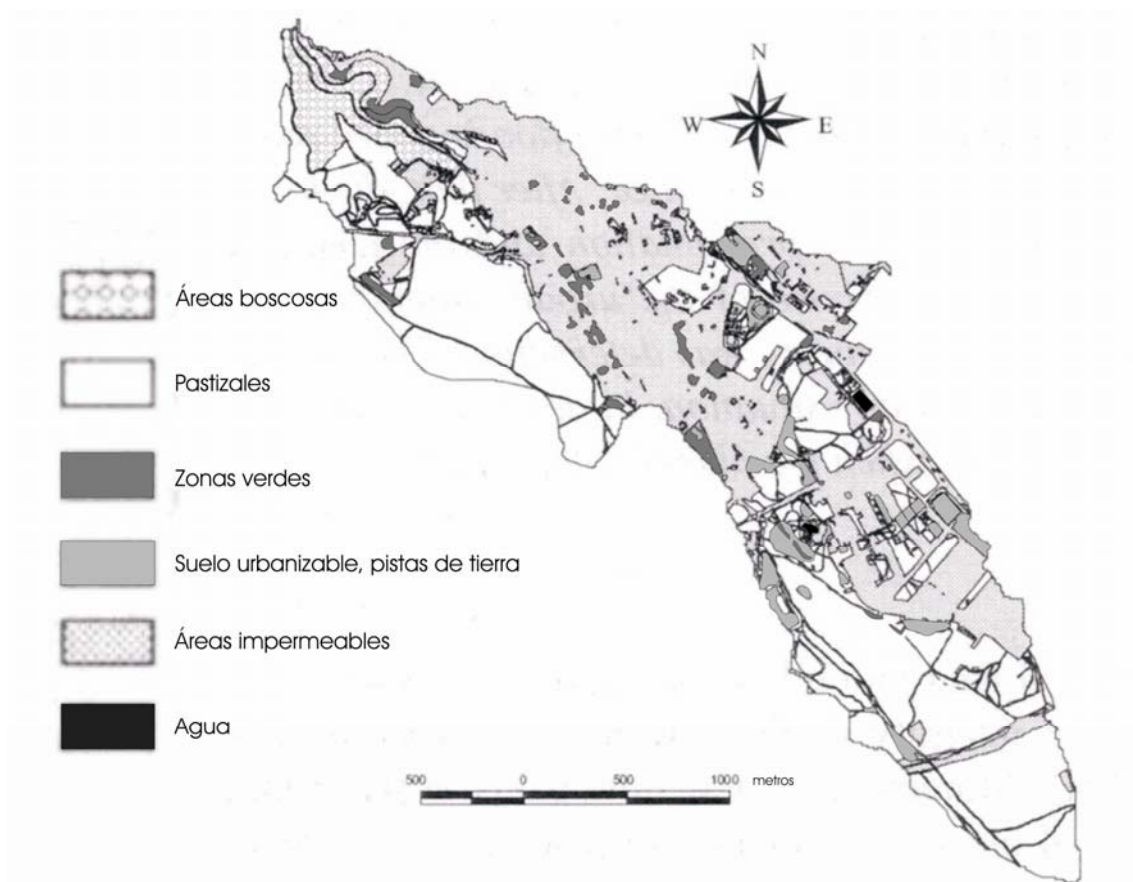 N
W E
S
Áreas boscosas
Pastizales
Zonas verdes
Suelo urbanizable, pistas de tierra
Áreas impermeables
Agua
500 0 500 1000 metros